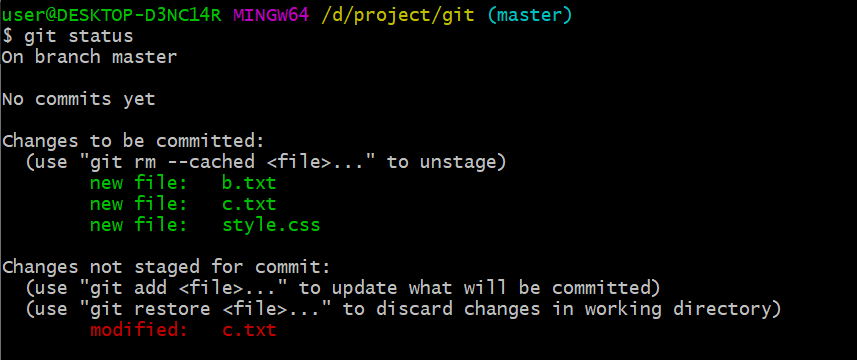 user@DESKTOP-D3NC14R MINGW64 /d/project/git (master)
$ git status
On branch master
No commits yet
Changes to be committed:
(use "git rm --cached <file>..." to unstage)
new file: b.txt
new file: c.txt
new file: style.css
Changes not staged for commit:
(use "git add <file>..." to update what will be committed)
(use "git restore <file>..." to discard changes in working directory)
modified: c.txt